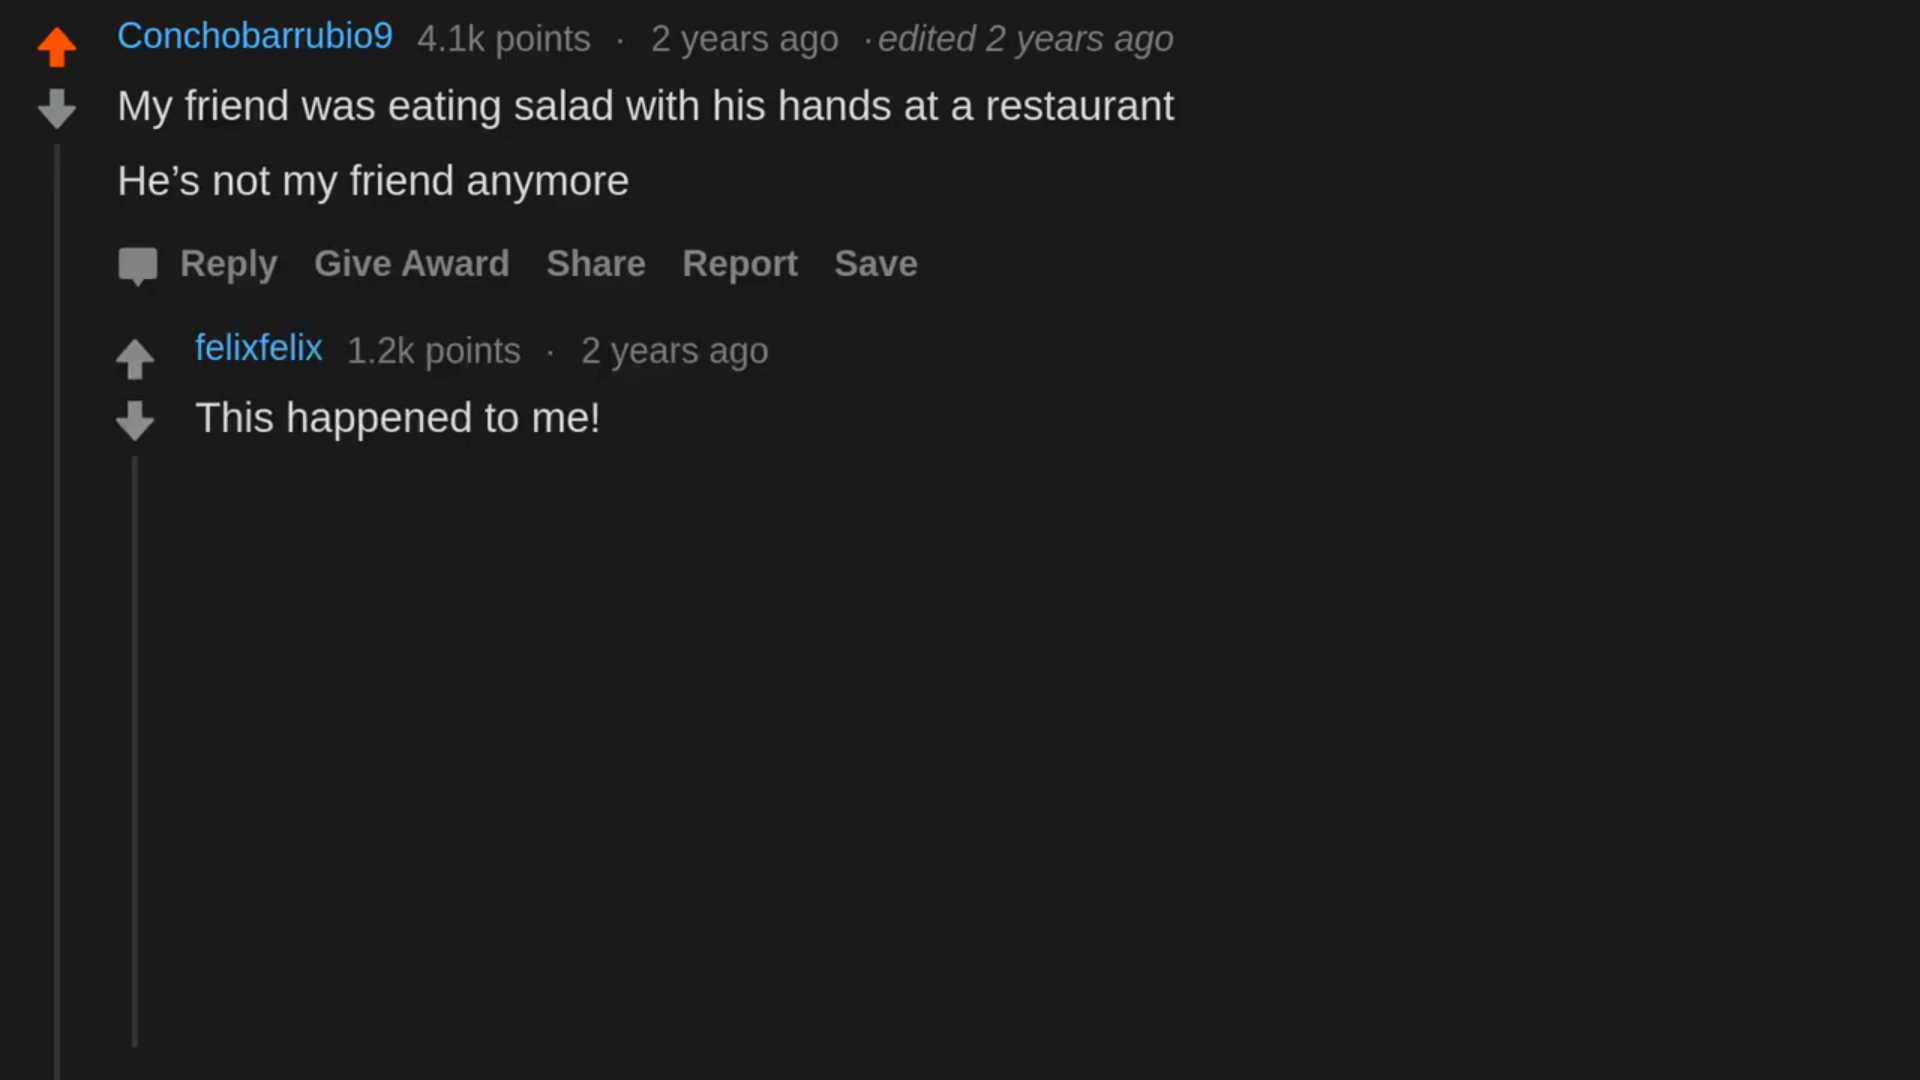 Conchobarrubio9 4.1k points · 2 years ago · edited 2 years ago
My friend was eating salad with his hands at a restaurant
He’s not my friend anymore
Reply Give Award Share Report Save
felixfelix 1.2k points · 2 years ago
This happened to me!